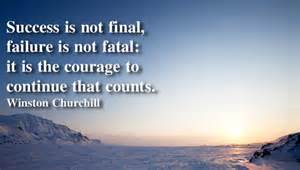 Success is not final,
failure is not fatal:
it is the courage to
continue that counts.
Winston Churchill